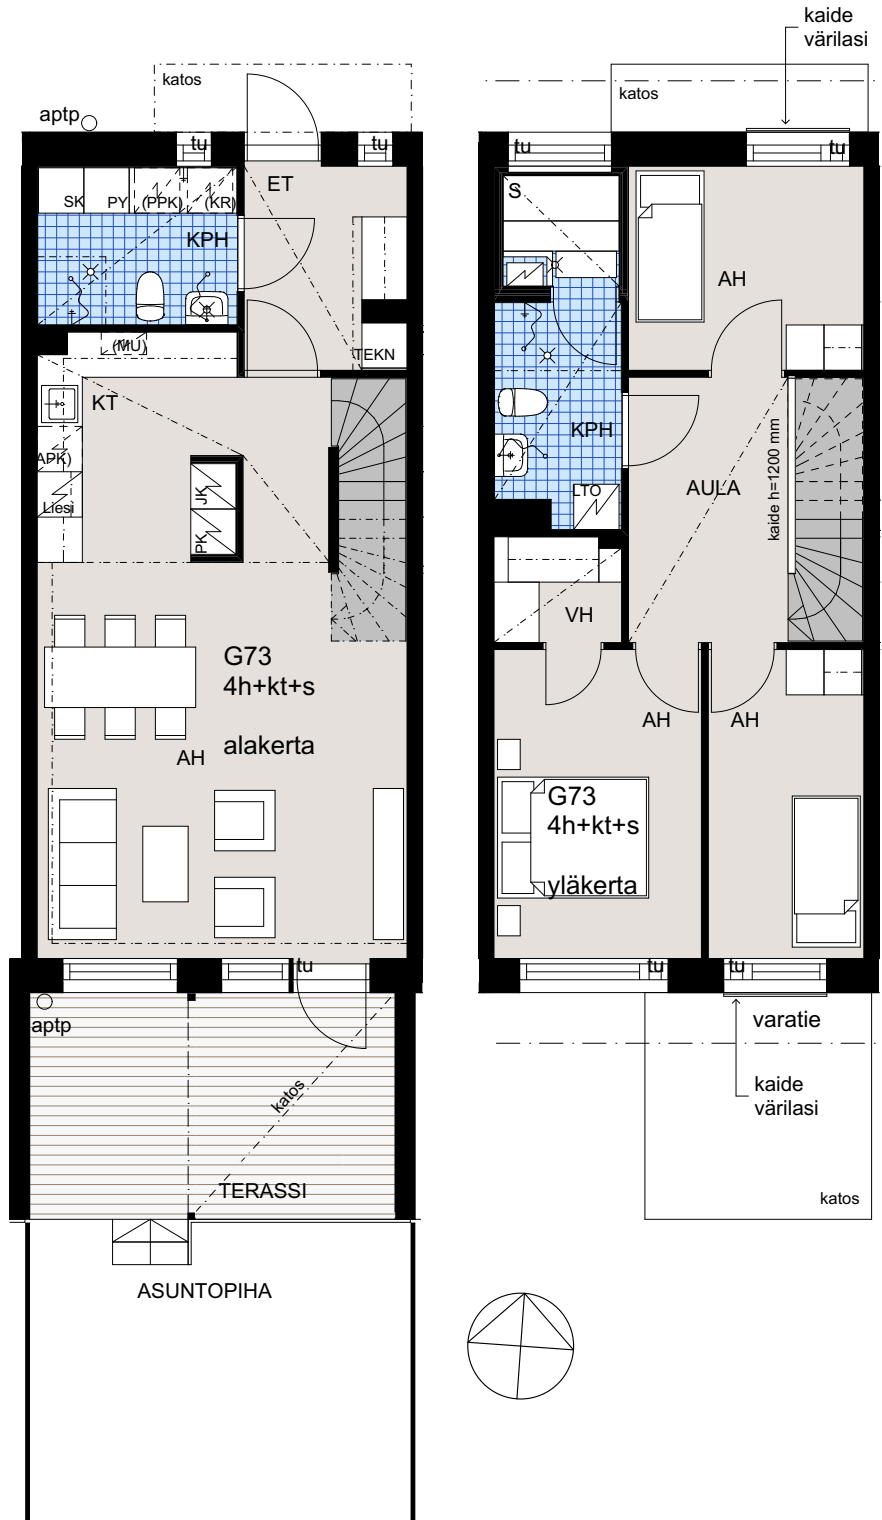 kaide
värilasi
katos
katos
aptp
tu
tu
tu
tu
ET
S
SK
PY
(PPK)
(KR)
KPH
AH
(MU)
TEKN
KT
KPH
APK)
JK
LTO
AULA
kaide h=1200 mm
Liesi
PK
VH
G73
4h+kt+s
alakerta
AH
AH
AH
G73
4h+kt+s
yläkerta
tu
tu
tu
aptp
varatie
katos
kaide
värilasi
TERASSI
katos
ASUNTOPIHA